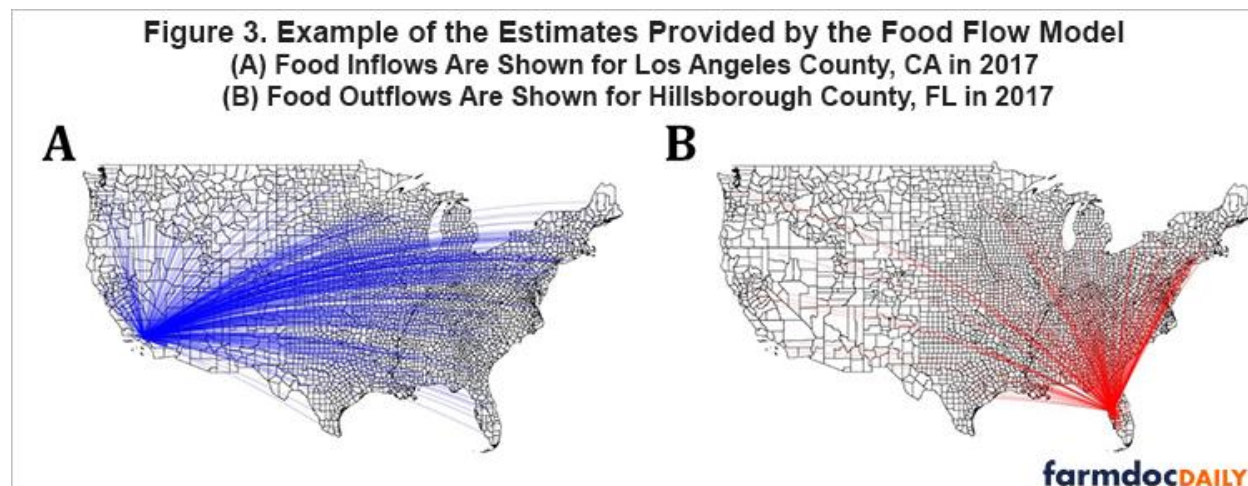 Figure 3. Example of the Estimates Provided by the Food Flow Model
(A) Food Inflows Are Shown for Los Angeles County, CA in 2017
(B) Food Outflows Are Shown for Hillsborough County, FL in 2017
A
B
farmdocDAILY